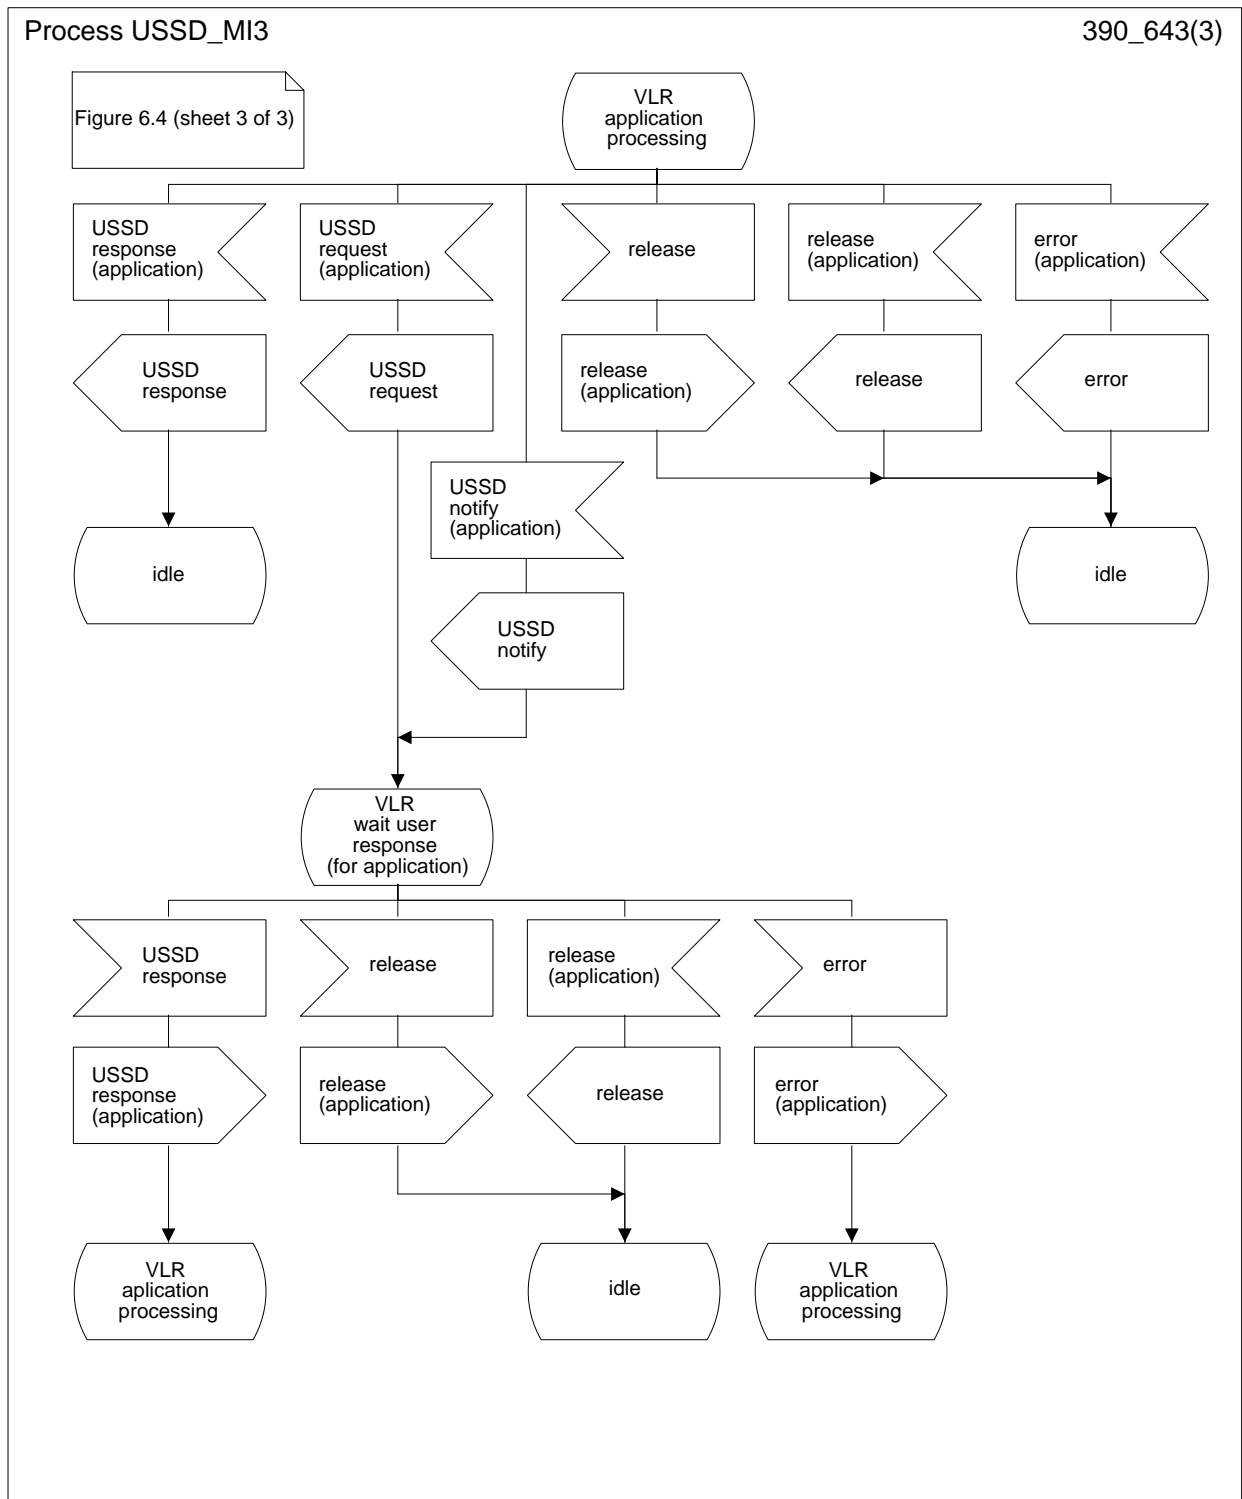 Process USSD_MI3
390_643(3)
Figure 6.4 (sheet 3 of 3)
VLR
application
processing
USSD
response
(application)
USSD
request
(application)
release
release
(application)
error
(application)
USSD
response
USSD
request
release
(application)
release
error
USSD
notify
(application)
idle
idle
USSD
notify
VLR
wait user
response
(for application)
USSD
response
release
release
(application)
error
USSD
response
(application)
release
(application)
release
error
(application)
VLR
aplication
processing
idle
VLR
application
processing